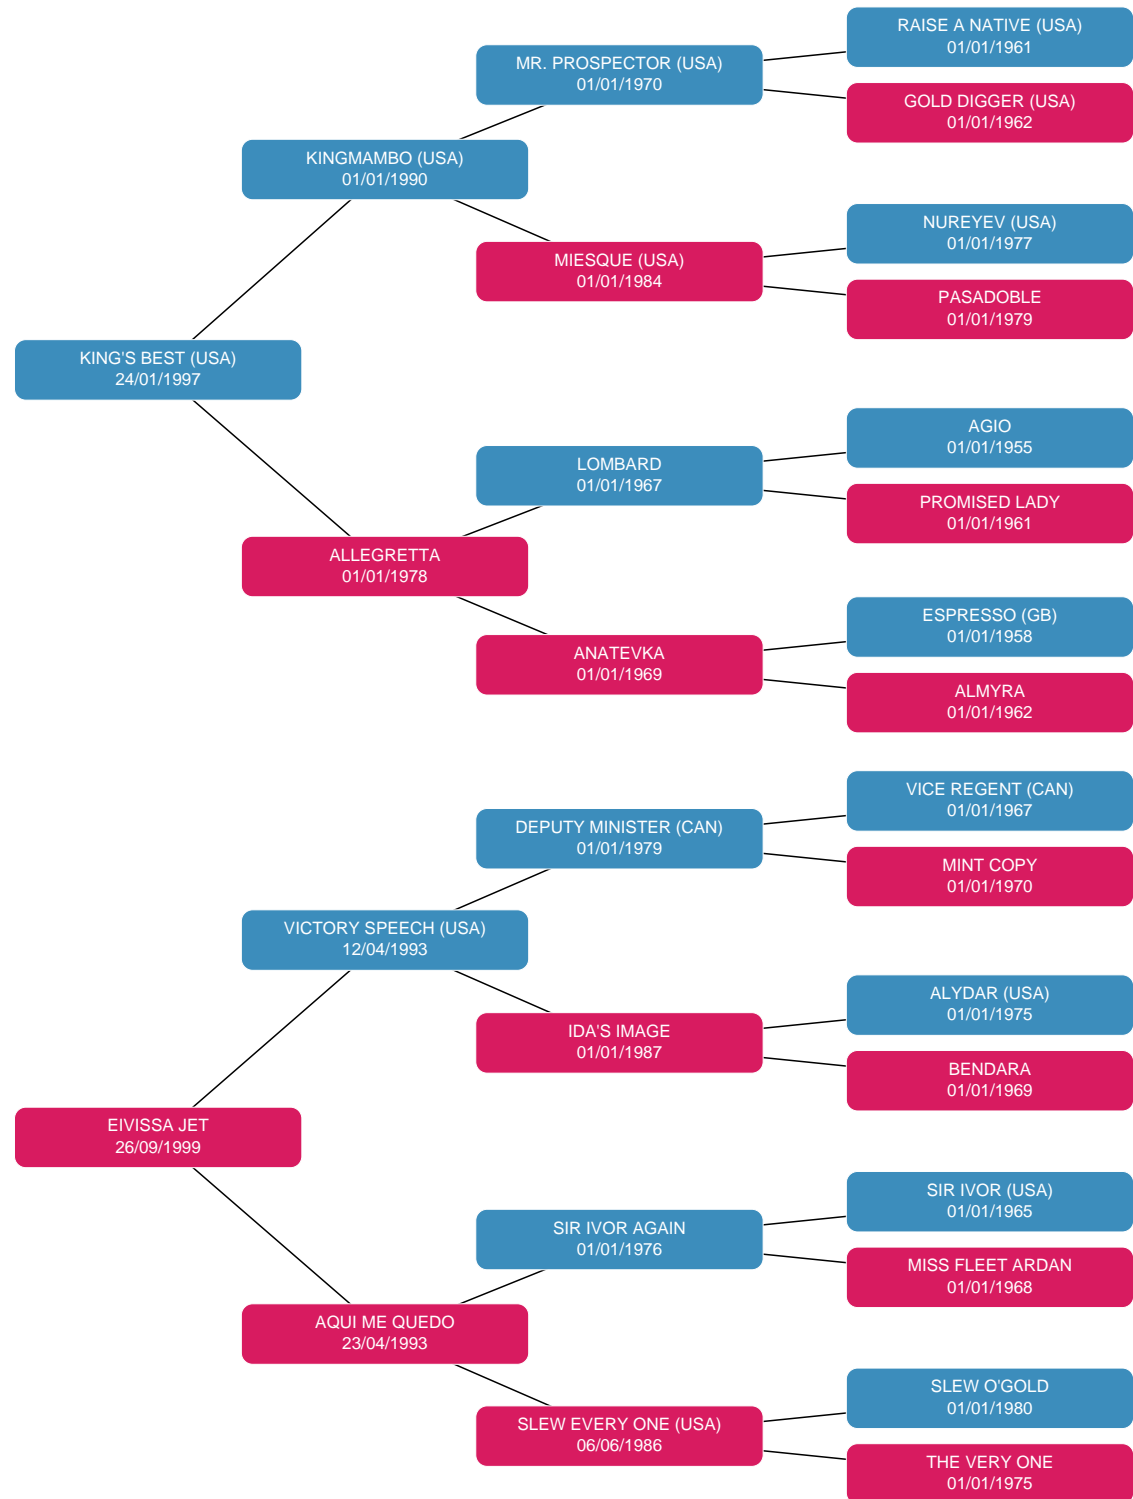 RAISE A NATIVE (USA)
01/01/1961
MR. PROSPECTOR (USA)
01/01/1970
GOLD DIGGER (USA)
01/01/1962
KINGMAMBO (USA)
01/01/1990
NUREYEV (USA)
01/01/1977
MIESQUE (USA)
01/01/1984
PASADOBLE
01/01/1979
KING'S BEST (USA)
24/01/1997
AGIO
01/01/1955
LOMBARD
01/01/1967
PROMISED LADY
01/01/1961
ALLEGRETTA
01/01/1978
ESPRESSO (GB)
01/01/1958
ANATEVKA
01/01/1969
ALMYRA
01/01/1962
VICE REGENT (CAN)
01/01/1967
DEPUTY MINISTER (CAN)
01/01/1979
MINT COPY
01/01/1970
VICTORY SPEECH (USA)
12/04/1993
ALYDAR (USA)
01/01/1975
IDA'S IMAGE
01/01/1987
BENDARA
01/01/1969
EIVISSA JET
26/09/1999
SIR IVOR (USA)
01/01/1965
SIR IVOR AGAIN
01/01/1976
MISS FLEET ARDAN
01/01/1968
AQUI ME QUEDO
23/04/1993
SLEW O'GOLD
01/01/1980
SLEW EVERY ONE (USA)
06/06/1986
THE VERY ONE
01/01/1975